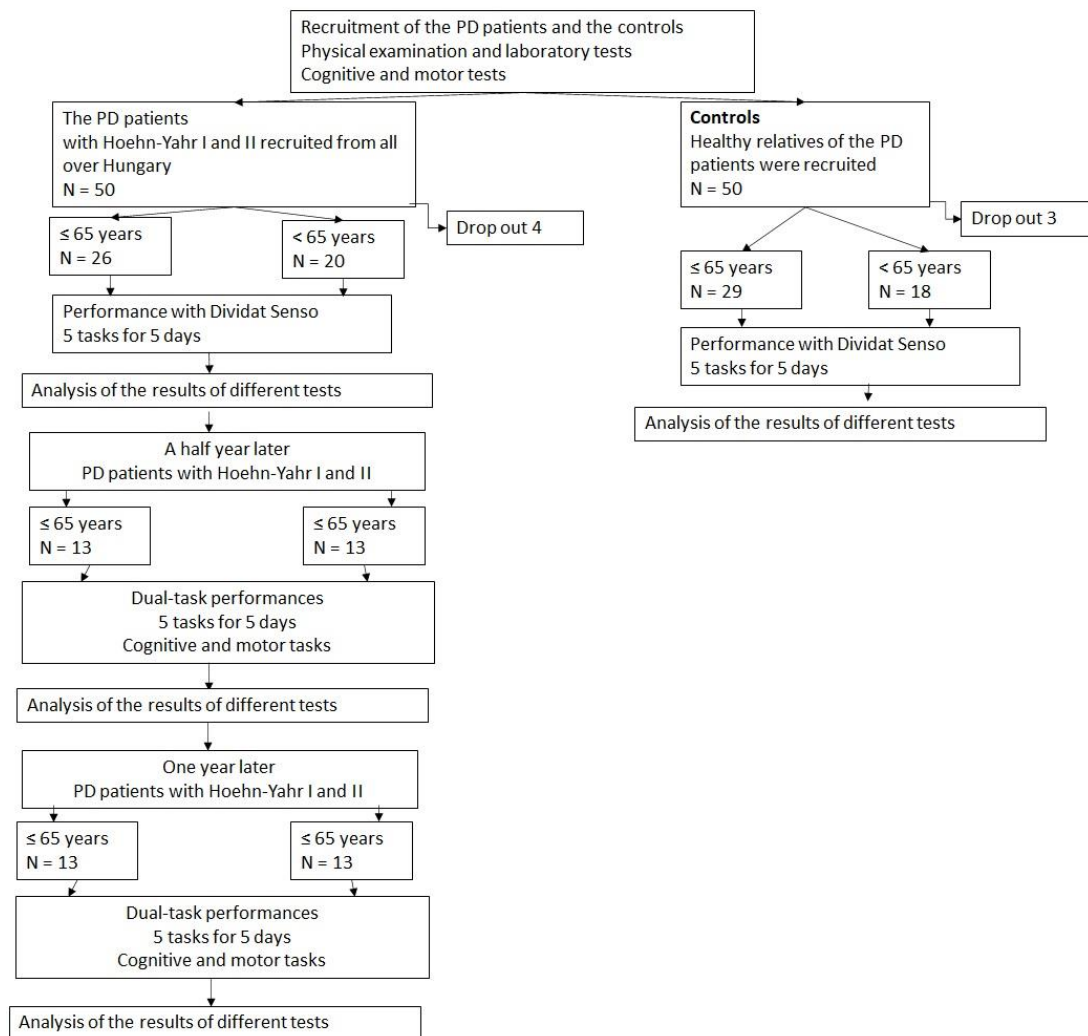 Recruitment of the PD patients and the controls
Physical examination and laboratory tests
Cognitive and motor tests
The PD patients
with Hoehn-Yahr I and II recruited from all
over Hungary
N = 50
Controls
Healthy relatives of the PD
patients were recruited
N = 50
Drop out 4
Drop out 3
≤ 65 years
N = 26
< 65 years
N = 20
≤ 65 years
N = 29
< 65 years
N = 18
Performance with Dividat Senso
5 tasks for 5 days
Performance with Dividat Senso
5 tasks for 5 days
Analysis of the results of different tests
Analysis of the results of different tests
A half year later
PD patients with Hoehn-Yahr I and II
≤ 65 years
N = 13
≤ 65 years
N = 13
Dual-task performances
5 tasks for 5 days
Cognitive and motor tasks
Analysis of the results of different tests
One year later
PD patients with Hoehn-Yahr I and II
≤ 65 years
N = 13
≤ 65 years
N = 13
Dual-task performances
5 tasks for 5 days
Cognitive and motor tasks
Analysis of the results of different tests